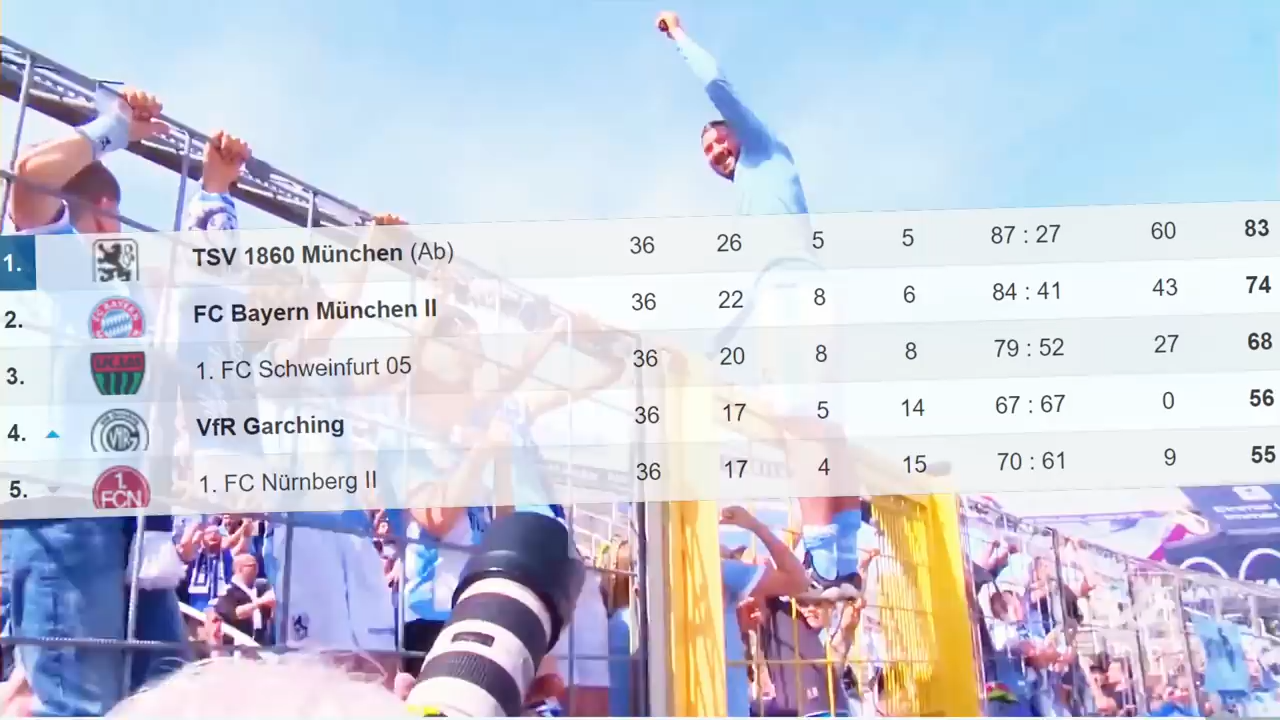 1. TSV 1860 München (Ab) 36 26 5 5 87 : 27 60 83
2. FC Bayern München II 36 22 8 6 84 : 41 43 74
3. 1. FC Schweinfurt 05 36 20 8 8 79 : 52 27 68
4. VfR Garching 36 17 5 14 67 : 67 0 56
5. 1. FCN 1. FC Nürnberg II 36 17 4 15 70 : 61 9 55